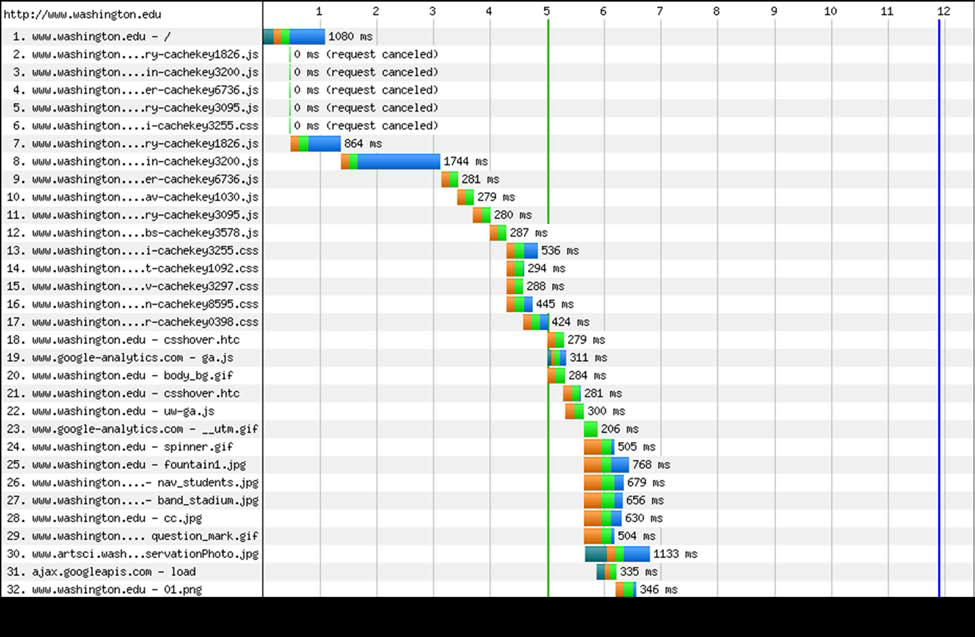 http://www.washington.edu
1 2 3 4 5 6 7 8 9 10 11 12
1. www.washington.edu - / 1080 ms
2. www.washington....ry-cachekey1826.js 0 ms (request canceled)
3. www.washington....in-cachekey3200.js 0 ms (request canceled)
4. www.washington....er-cachekey6736.js 0 ms (request canceled)
5. www.washington....ry-cachekey3095.js 0 ms (request canceled)
6. www.washington....i-cachekey3255.css 0 ms (request canceled)
7. www.washington....ry-cachekey1826.js 864 ms
8. www.washington....in-cachekey3200.js 1744 ms
9. www.washington....er-cachekey6736.js 281 ms
10. www.washington....av-cachekey1030.js 279 ms
11. www.washington....ry-cachekey3095.js 280 ms
12. www.washington....bs-cachekey3578.js 287 ms
13. www.washington....i-cachekey3255.css 536 ms
14. www.washington....t-cachekey1092.css 294 ms
15. www.washington....v-cachekey3297.css 288 ms
16. www.washington....n-cachekey8595.css 445 ms
17. www.washington....r-cachekey0398.css 424 ms
18. www.washington.edu - csshover.htc 279 ms
19. www.google-analytics.com - ga.js 311 ms
20. www.washington.edu - body_bg.gif 284 ms
21. www.washington.edu - csshover.htc 281 ms
22. www.washington.edu - uw-ga.js 300 ms
23. www.google-analytics.com - __utm.gif 206 ms
24. www.washington.edu - spinner.gif 505 ms
25. www.washington.edu - fountain1.jpg 768 ms
26. www.washington....- nav_students.jpg 679 ms
27. www.washington....- band_stadium.jpg 656 ms
28. www.washington.edu - cc.jpg 630 ms
29. www.washington.... question_mark.gif 504 ms
30. www.artsci.wash...servationPhoto.jpg 1133 ms
31. ajax.googleapis.com - load 335 ms
32. www.washington.edu - 01.png 346 ms